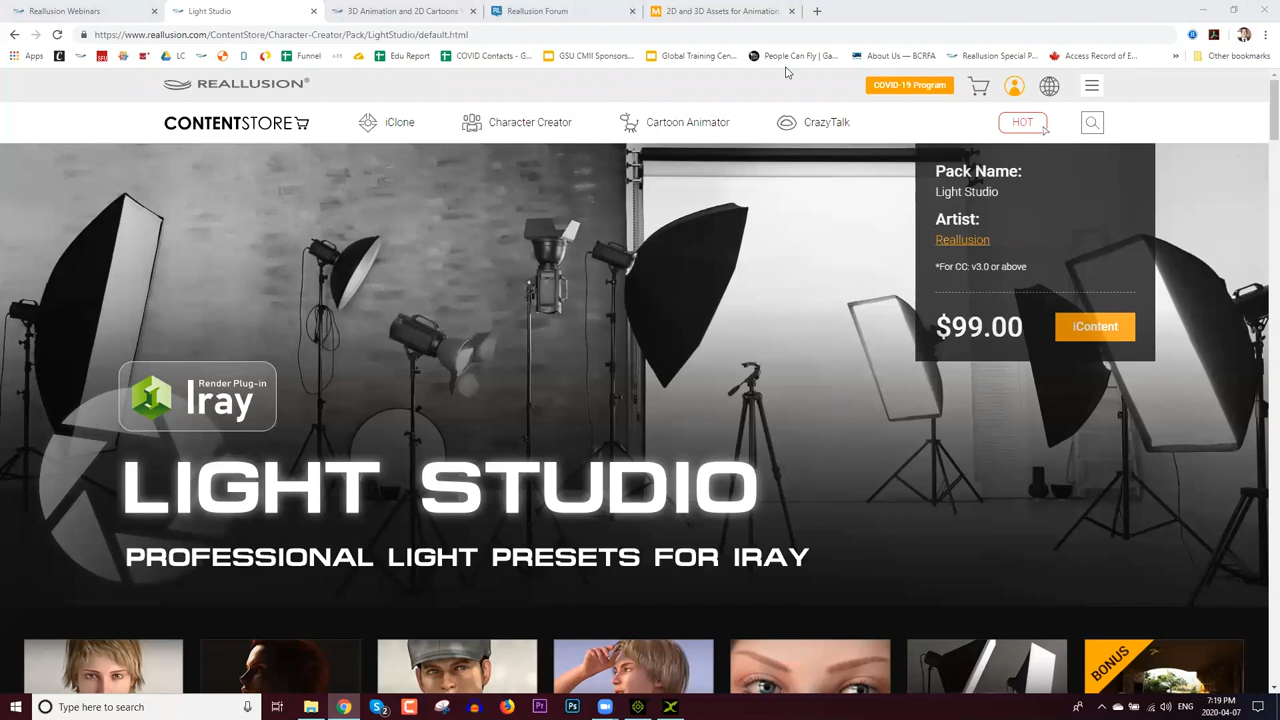 Reallusion Webinars
Light Studio
3D Animation and 2D Cartoons
Reallusion Forum
2D and 3D Assets for Animation
https://www.reallusion.com/ContentStore/Character-Creator/Pack/LightStudio/default.html
Apps
LC
D
Funnel
Edu Report
COVID Contacts - G...
GSU CMII Sponsors...
Global Training Cen...
People Can Fly | Ga...
About Us — BCRFA
Reallusion Special P...
Access Record of E...
»
Other bookmarks
REALLUSION®
COVID-19 Program
CONTENTSTORE
iClone
Character Creator
Cartoon Animator
CrazyTalk
HOT
Pack Name:
Light Studio
Artist:
Reallusion
*For CC: v3.0 or above
$99.00
iContent
Render Plug-in
Iray
LIGHT STUDIO
PROFESSIONAL LIGHT PRESETS FOR IRAY
BONUS
Type here to search
Pr
Ps
ENG
7:19 PM
2020-04-07